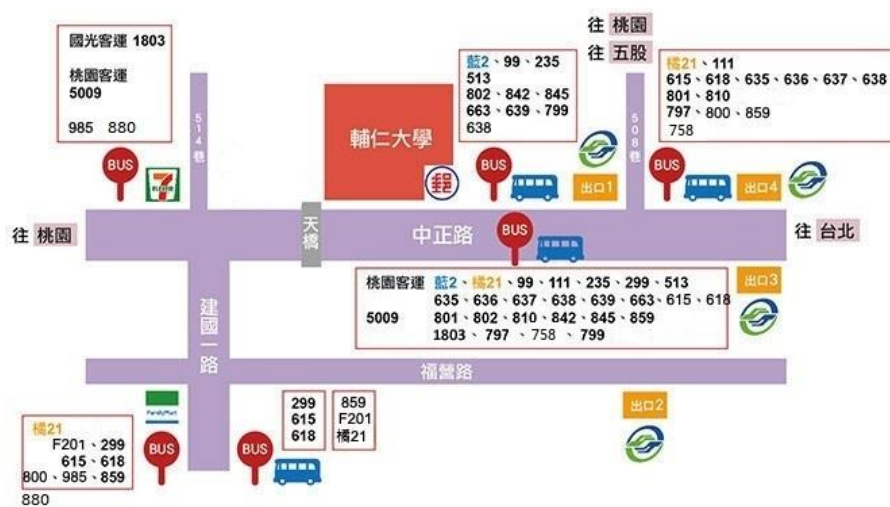 國光客運 1803
桃園客運
5009
985 880
BUS
7
ELEVEN
514巷
輔仁大學
郵
藍2、99、235
513
802、842、845
663、639、799
638
BUS
出口1
往 桃園
往 五股
508巷
橘21、111
615、618、635、636、637、638
801、810
797、800、859
758
BUS
出口4
往 桃園
天橋
中正路
BUS
往 台北
桃園客運 藍2、橘21、99、111、235、299、513
635、636、637、638、639、663、615、618
5009 801、802、810、842、845、859
1803、797、758、799
出口3
建國一路
福營路
FamilyMart
橘21
F201、299
615、618
800、985、859
880
BUS
BUS
299
615
618
859
F201
橘21
出口2